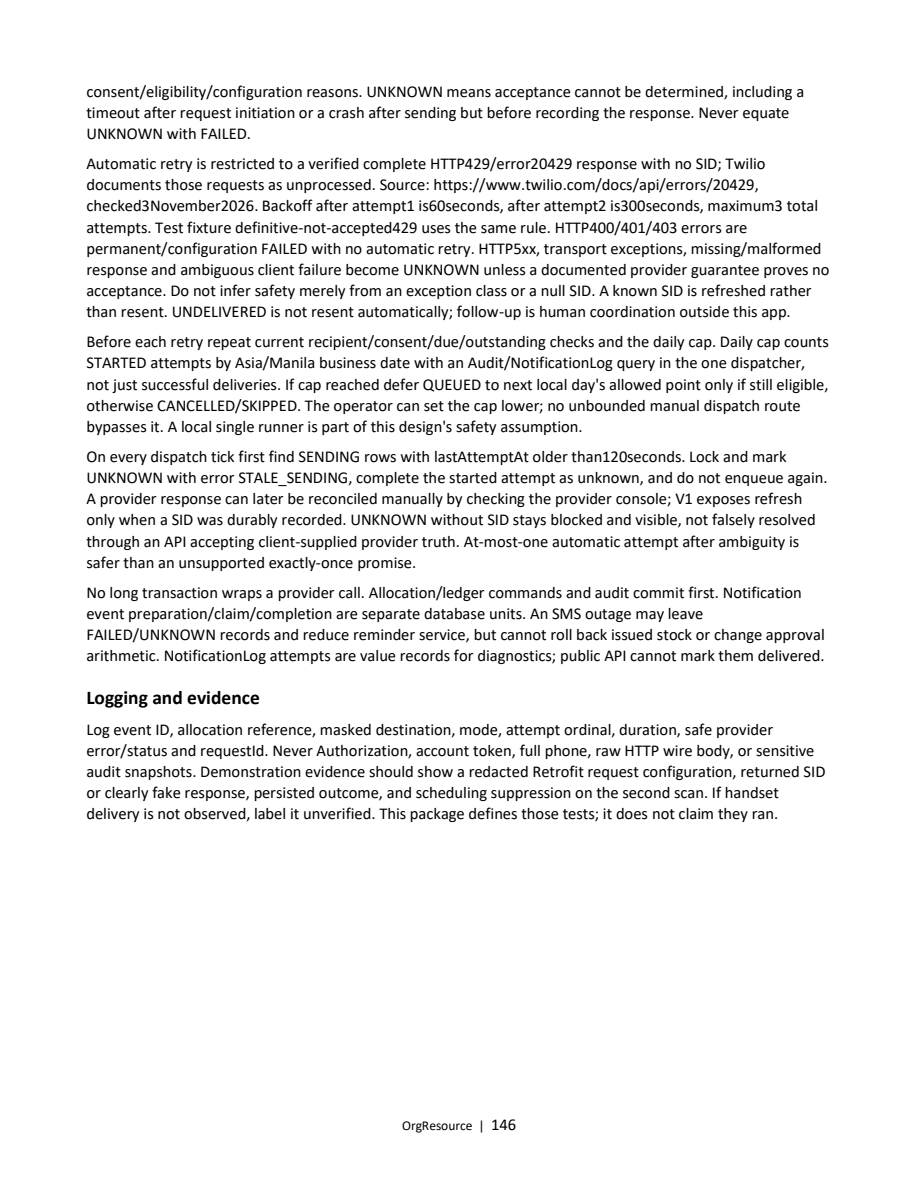 consent/eligibility/configuration reasons. UNKNOWN means acceptance cannot be determined, including a
timeout after request initiation or a crash after sending but before recording the response. Never equate
UNKNOWN with FAILED.
Automatic retry is restricted to a verified complete HTTP429/error20429 response with no SID; Twilio
documents those requests as unprocessed. Source: https://www.twilio.com/docs/api/errors/20429,
checked3November2026. Backoff after attempt1 is60seconds, after attempt2 is300seconds, maximum3 total
attempts. Test fixture definitive-not-accepted429 uses the same rule. HTTP400/401/403 errors are
permanent/configuration FAILED with no automatic retry. HTTP5xx, transport exceptions, missing/malformed
response and ambiguous client failure become UNKNOWN unless a documented provider guarantee proves no
acceptance. Do not infer safety merely from an exception class or a null SID. A known SID is refreshed rather
than resent. UNDELIVERED is not resent automatically; follow-up is human coordination outside this app.
Before each retry repeat current recipient/consent/due/outstanding checks and the daily cap. Daily cap counts
STARTED attempts by Asia/Manila business date with an Audit/NotificationLog query in the one dispatcher,
not just successful deliveries. If cap reached defer QUEUED to next local day's allowed point only if still eligible,
otherwise CANCELLED/SKIPPED. The operator can set the cap lower; no unbounded manual dispatch route
bypasses it. A local single runner is part of this design's safety assumption.
On every dispatch tick first find SENDING rows with lastAttemptAt older than120seconds. Lock and mark
UNKNOWN with error STALE_SENDING, complete the started attempt as unknown, and do not enqueue again.
A provider response can later be reconciled manually by checking the provider console; V1 exposes refresh
only when a SID was durably recorded. UNKNOWN without SID stays blocked and visible, not falsely resolved
through an API accepting client-supplied provider truth. At-most-one automatic attempt after ambiguity is
safer than an unsupported exactly-once promise.
No long transaction wraps a provider call. Allocation/ledger commands and audit commit first. Notification
event preparation/claim/completion are separate database units. An SMS outage may leave
FAILED/UNKNOWN records and reduce reminder service, but cannot roll back issued stock or change approval
arithmetic. NotificationLog attempts are value records for diagnostics; public API cannot mark them delivered.
Logging and evidence
Log event ID, allocation reference, masked destination, mode, attempt ordinal, duration, safe provider
error/status and requestId. Never Authorization, account token, full phone, raw HTTP wire body, or sensitive
audit snapshots. Demonstration evidence should show a redacted Retrofit request configuration, returned SID
or clearly fake response, persisted outcome, and scheduling suppression on the second scan. If handset
delivery is not observed, label it unverified. This package defines those tests; it does not claim they ran.
OrgResource | 146